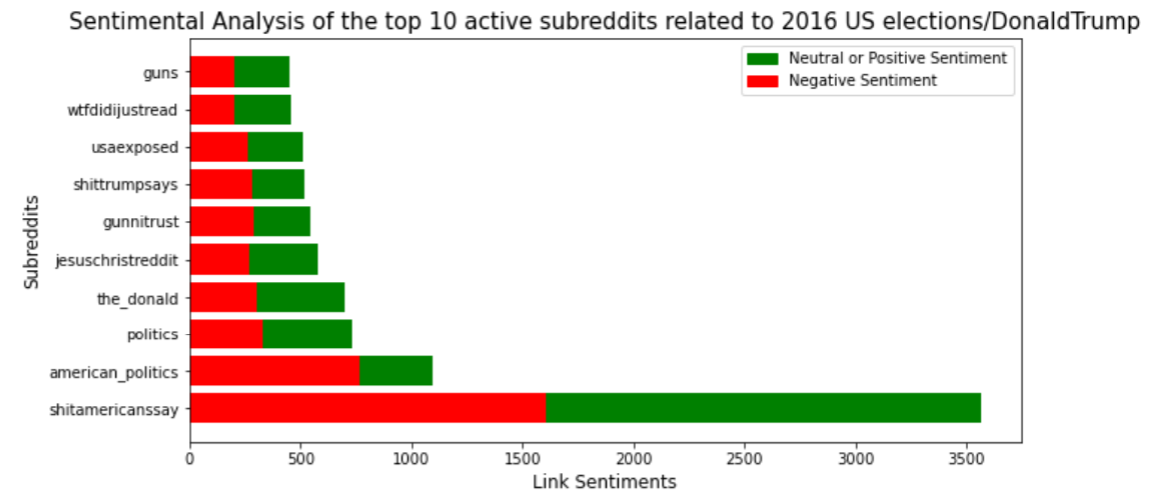 Sentimental Analysis of the top 10 active subreddits related to 2016 US elections/DonaldTrump
Neutral or Positive Sentiment
Negative Sentiment
Subreddits
guns
wtfdidijustread
usaexposed
shittrumpsays
gunnitrust
jesuschristreddit
the_donald
politics
american_politics
shitamericanssay
0 500 1000 1500 2000 2500 3000 3500
Link Sentiments